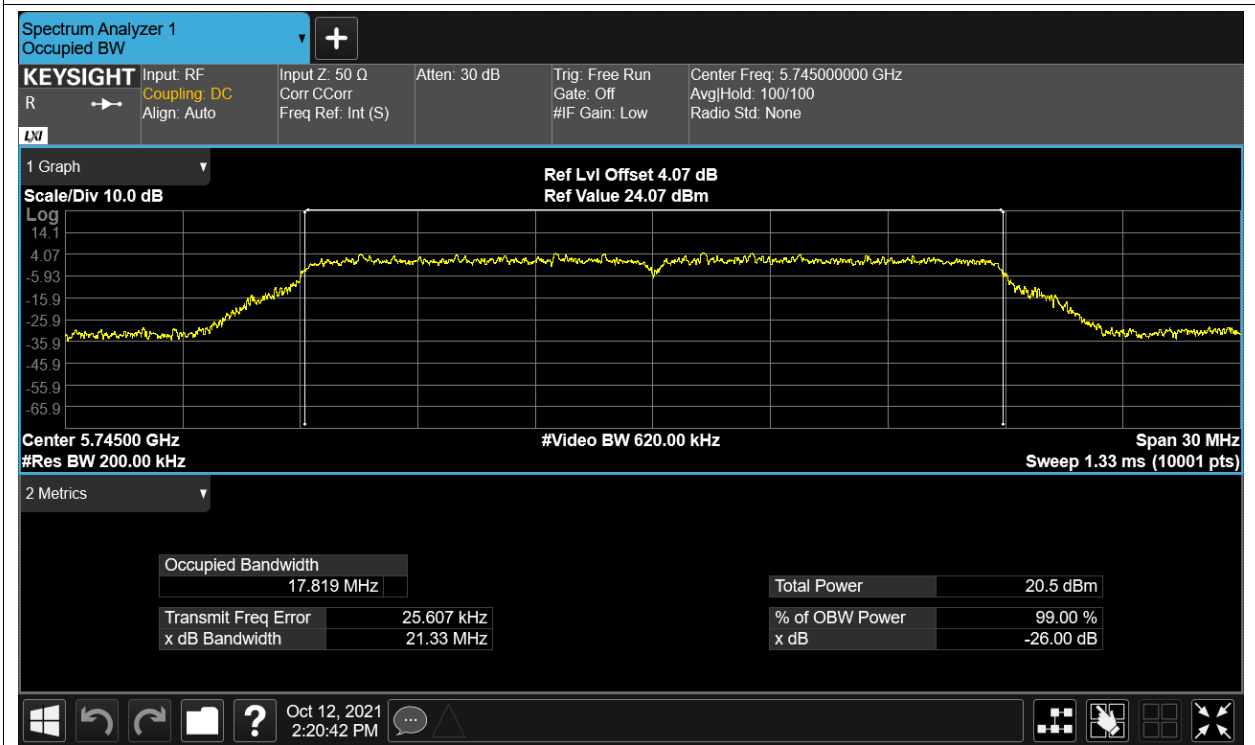 Spectrum Analyzer 1
Occupied BW
KEYSIGHT
R
LXI
Input: RF
Coupling: DC
Align: Auto
Input Z: 50 Ω
Corr CCorr
Freq Ref: Int (S)
Atten: 30 dB
Trig: Free Run
Gate: Off
#IF Gain: Low
Center Freq: 5.745000000 GHz
Avg|Hold: 100/100
Radio Std: None
1 Graph
Scale/Div 10.0 dB
Ref Lvl Offset 4.07 dB
Ref Value 24.07 dBm
Log
14.1
4.07
-5.93
-15.9
-25.9
-35.9
-45.9
-55.9
-65.9
Center 5.74500 GHz
#Video BW 620.00 kHz
Span 30 MHz
#Res BW 200.00 kHz
Sweep 1.33 ms (10001 pts)
2 Metrics
Occupied Bandwidth
17.819 MHz
Total Power 20.5 dBm
Transmit Freq Error 25.607 kHz
% of OBW Power 99.00 %
x dB Bandwidth 21.33 MHz
x dB -26.00 dB
?
Oct 12, 2021
2:20:42 PM